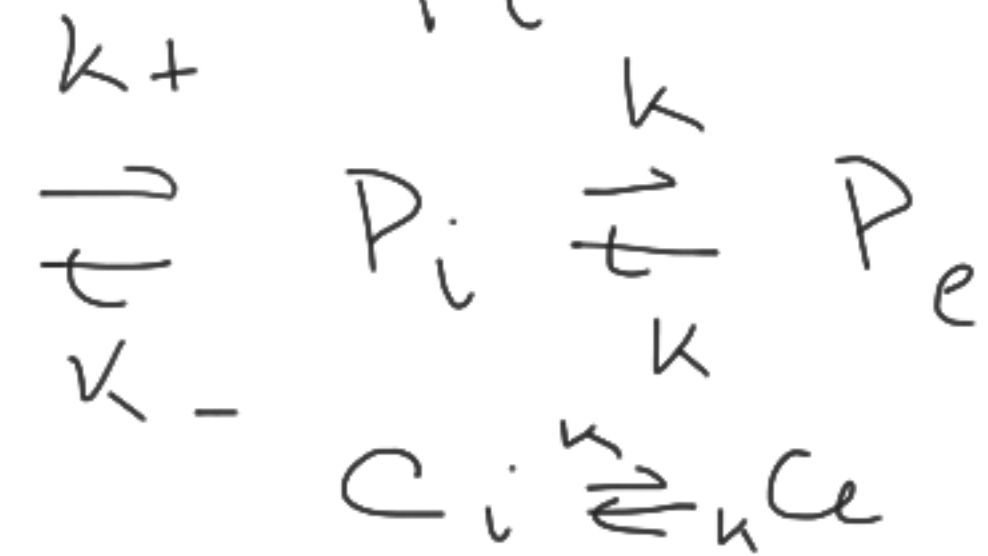 k+ k
⇌ Pᵢ ⇌ Pₑ
k- k
Cᵢ k ⇌ k Cₑ